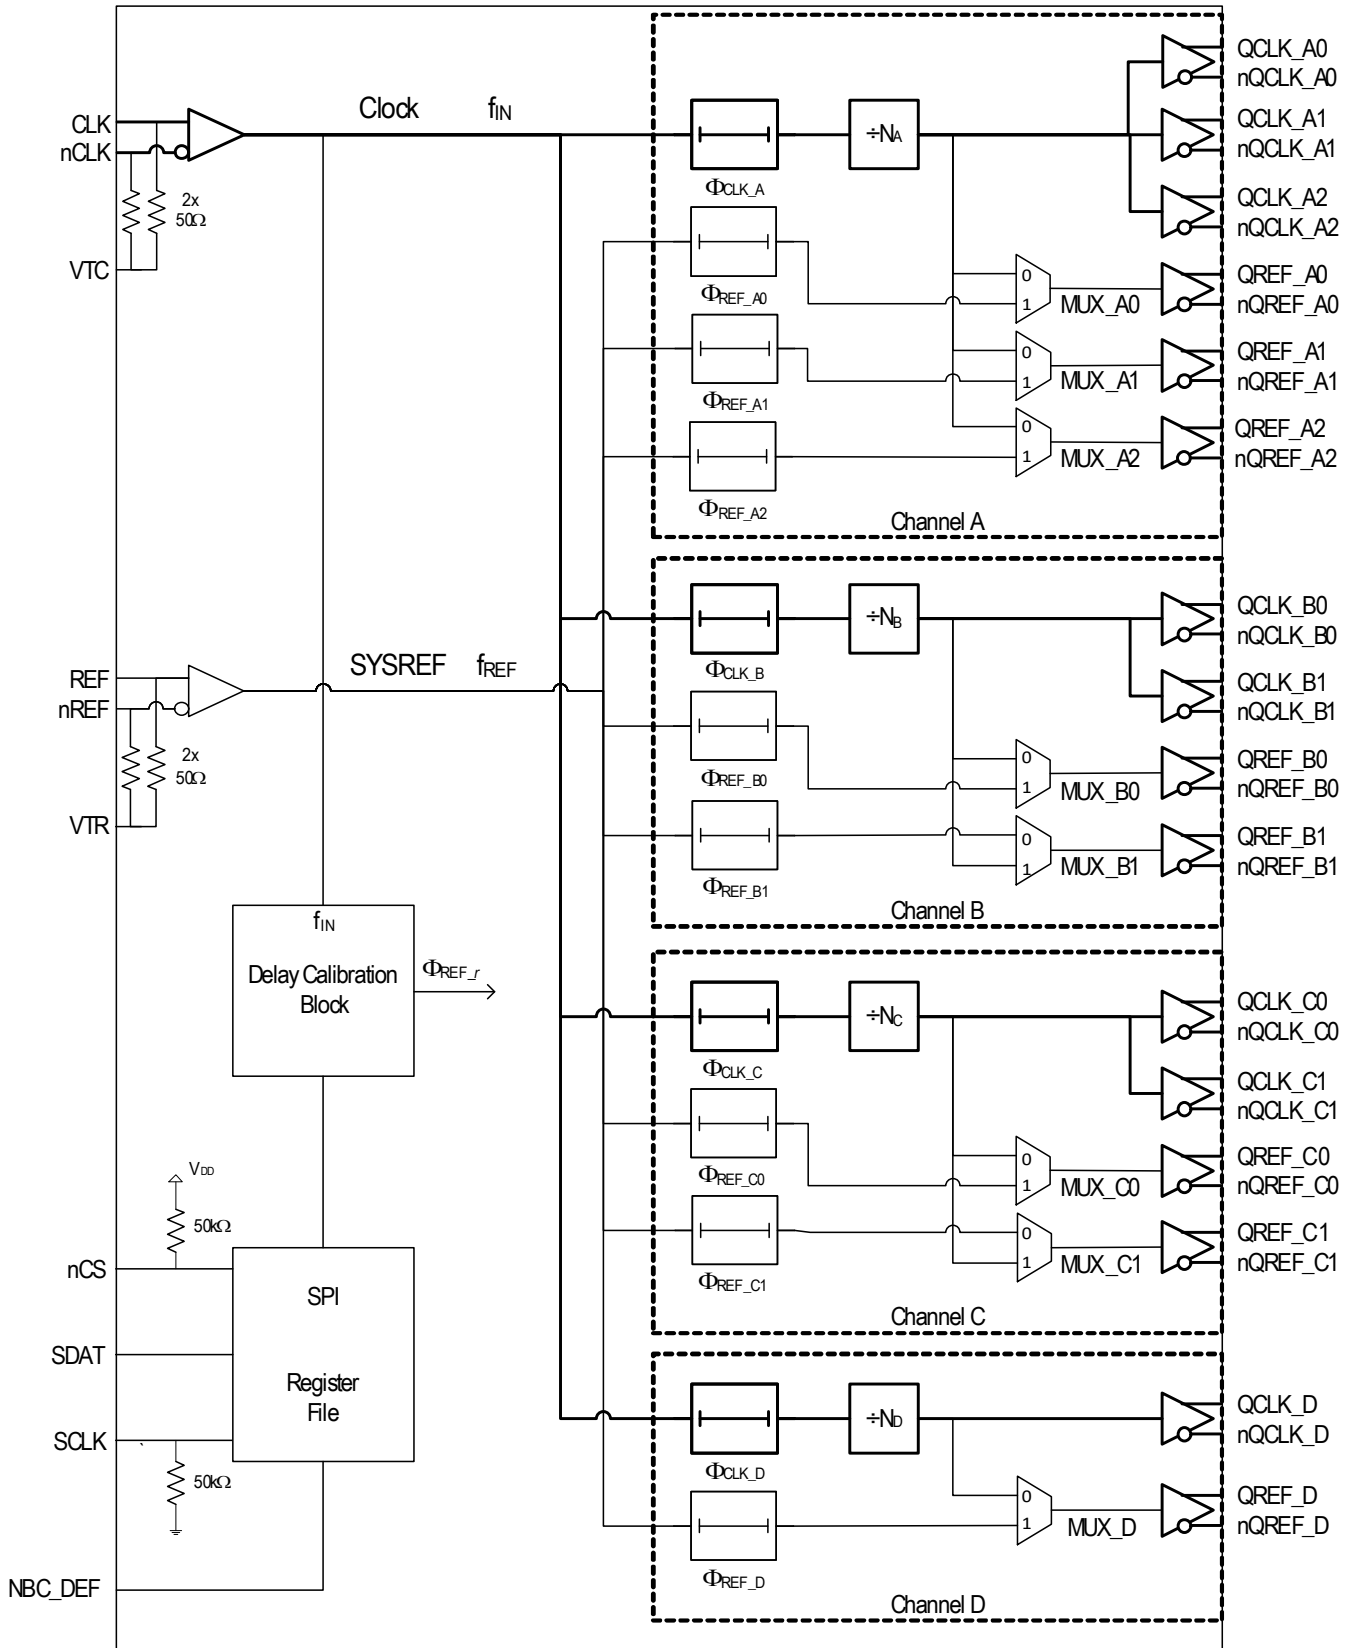 CLK
nCLK
2x
50Ω
VTC
Clock fIN
REF
nREF
2x
50Ω
VTR
SYSREF fREF
fIN
Delay Calibration
Block
ΦREF_r
VDD
50kΩ
nCS
SDAT
SCLK
50kΩ
NBC_DEF
SPI
Register
File
ΦCLK_A
÷NA
ΦREF_A0
ΦREF_A1
ΦREF_A2
0
1
MUX_A0
0
1
MUX_A1
0
1
MUX_A2
Channel A
QCLK_A0
nQCLK_A0
QCLK_A1
nQCLK_A1
QCLK_A2
nQCLK_A2
QREF_A0
nQREF_A0
QREF_A1
nQREF_A1
QREF_A2
nQREF_A2
ΦCLK_B
÷NB
ΦREF_B0
ΦREF_B1
0
1
MUX_B0
0
1
MUX_B1
Channel B
QCLK_B0
nQCLK_B0
QCLK_B1
nQCLK_B1
QREF_B0
nQREF_B0
QREF_B1
nQREF_B1
ΦCLK_C
÷NC
ΦREF_C0
ΦREF_C1
0
1
MUX_C0
0
1
MUX_C1
Channel C
QCLK_C0
nQCLK_C0
QCLK_C1
nQCLK_C1
QREF_C0
nQREF_C0
QREF_C1
nQREF_C1
ΦCLK_D
÷ND
ΦREF_D
0
1
MUX_D
Channel D
QCLK_D
nQCLK_D
QREF_D
nQREF_D